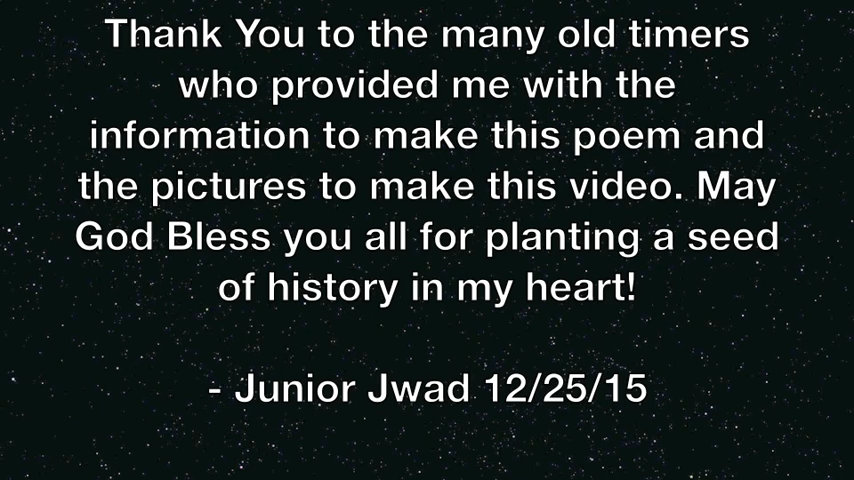 Thank You to the many old timers
who provided me with the
information to make this poem and
the pictures to make this video. May
God Bless you all for planting a seed
of history in my heart!
- Junior Jwad 12/25/15